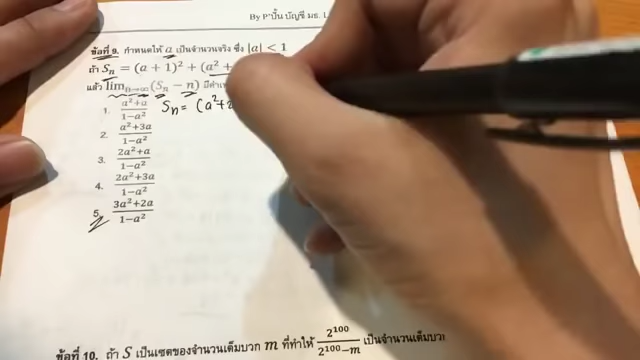 By P'ปั้น บัญชี มธ. 1
ข้อที่ 9. กำหนดให้ a เป็นจำนวนจริง ซึ่ง |a| < 1
ถ้า Sₙ = (a + 1)² + (a² +
แล้ว limₙ→∞(Sₙ − n) มีค่า
1. (a²+a)/(1−a²) Sₙ = (a²+2
2. (a²+3a)/(1−a²)
3. (2a²+a)/(1−a²)
4. (2a²+3a)/(1−a²)
5. (3a²+2a)/(1−a²)
ข้อที่ 10. ถ้า S เป็นเซตของจำนวนเต็มบวก m ที่ทำให้ 2¹⁰⁰/(2¹⁰⁰−m) เป็นจำนวนเต็มบวก